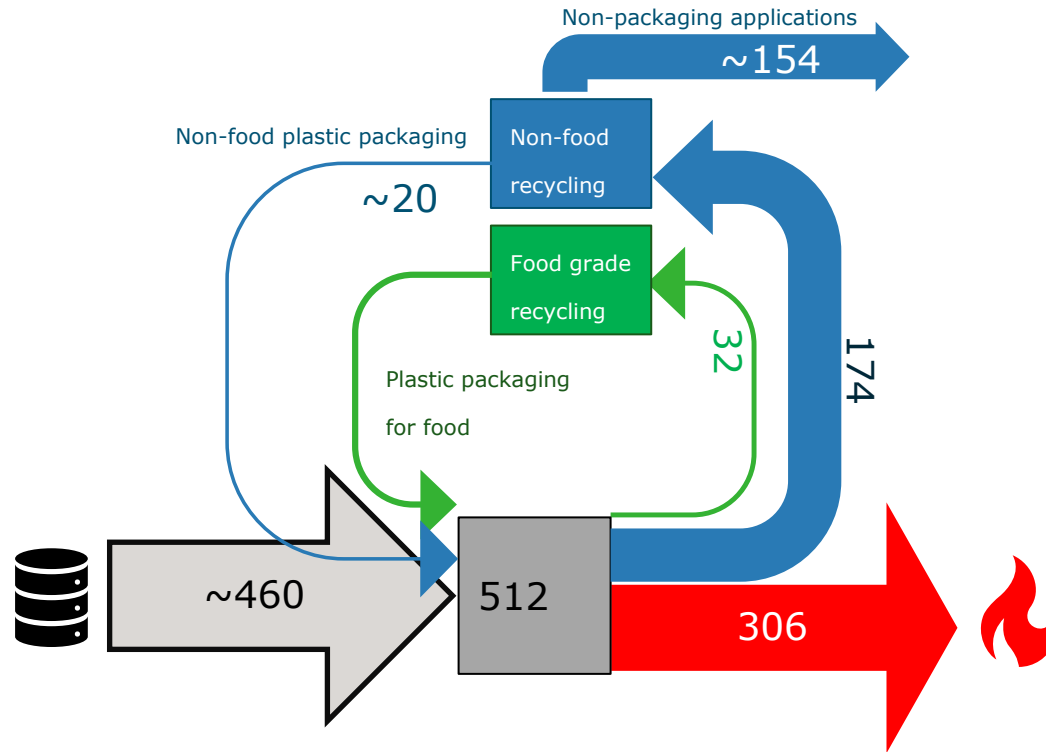 Non-packaging applications
~154
Non-food plastic packaging
Non-food
recycling
~20
Food grade
recycling
32
174
Plastic packaging
for food
~460
512
306